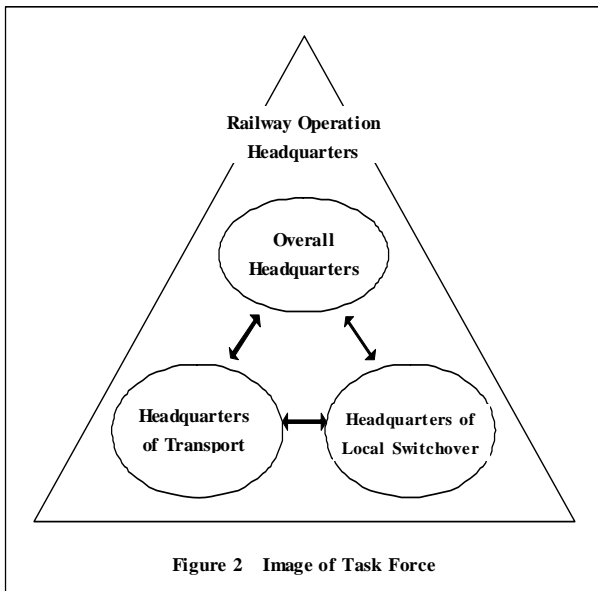 Railway Operation
Headquarters
Overall
Headquarters
Headquarters
of Transport
Headquarters of
Local Switchover
Figure 2 Image of Task Force